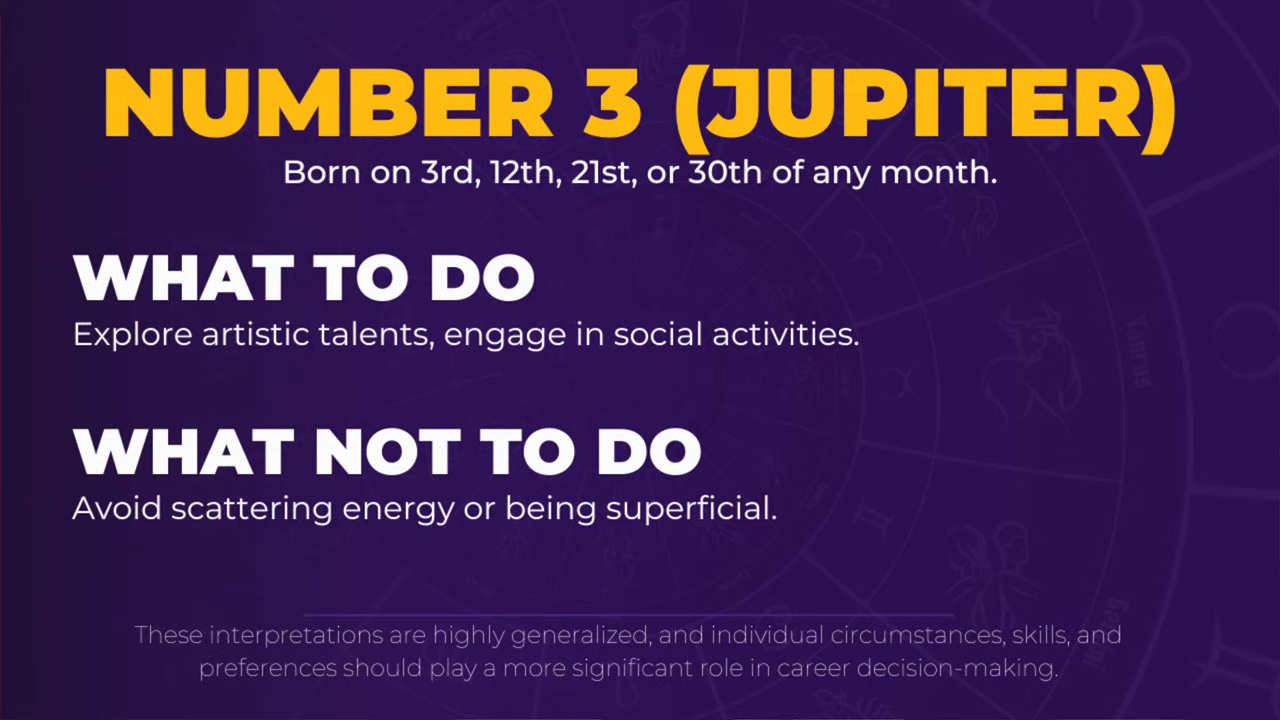 NUMBER 3 (JUPITER)
Born on 3rd, 12th, 21st, or 30th of any month.
WHAT TO DO
Explore artistic talents, engage in social activities.
WHAT NOT TO DO
Avoid scattering energy or being superficial.
These interpretations are highly generalized, and individual circumstances, skills, and
preferences should play a more significant role in career decision-making.
Taurus
Gemini